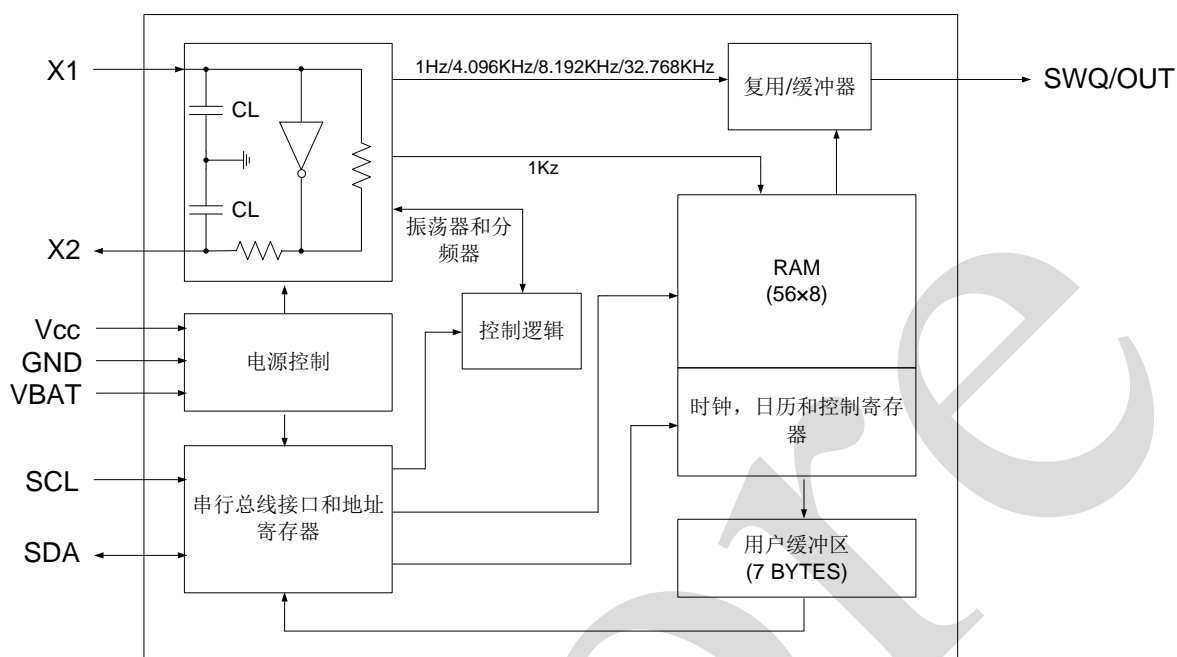 X1
1Hz/4.096KHz/8.192KHz/32.768KHz
复用/缓冲器
SWQ/OUT
CL
1Kz
CL
X2
振荡器和分
频器
RAM
(56×8)
Vcc
GND
VBAT
电源控制
控制逻辑
时钟，日历和控制寄存
器
SCL
SDA
串行总线接口和地址
寄存器
用户缓冲区
(7 BYTES)
ore